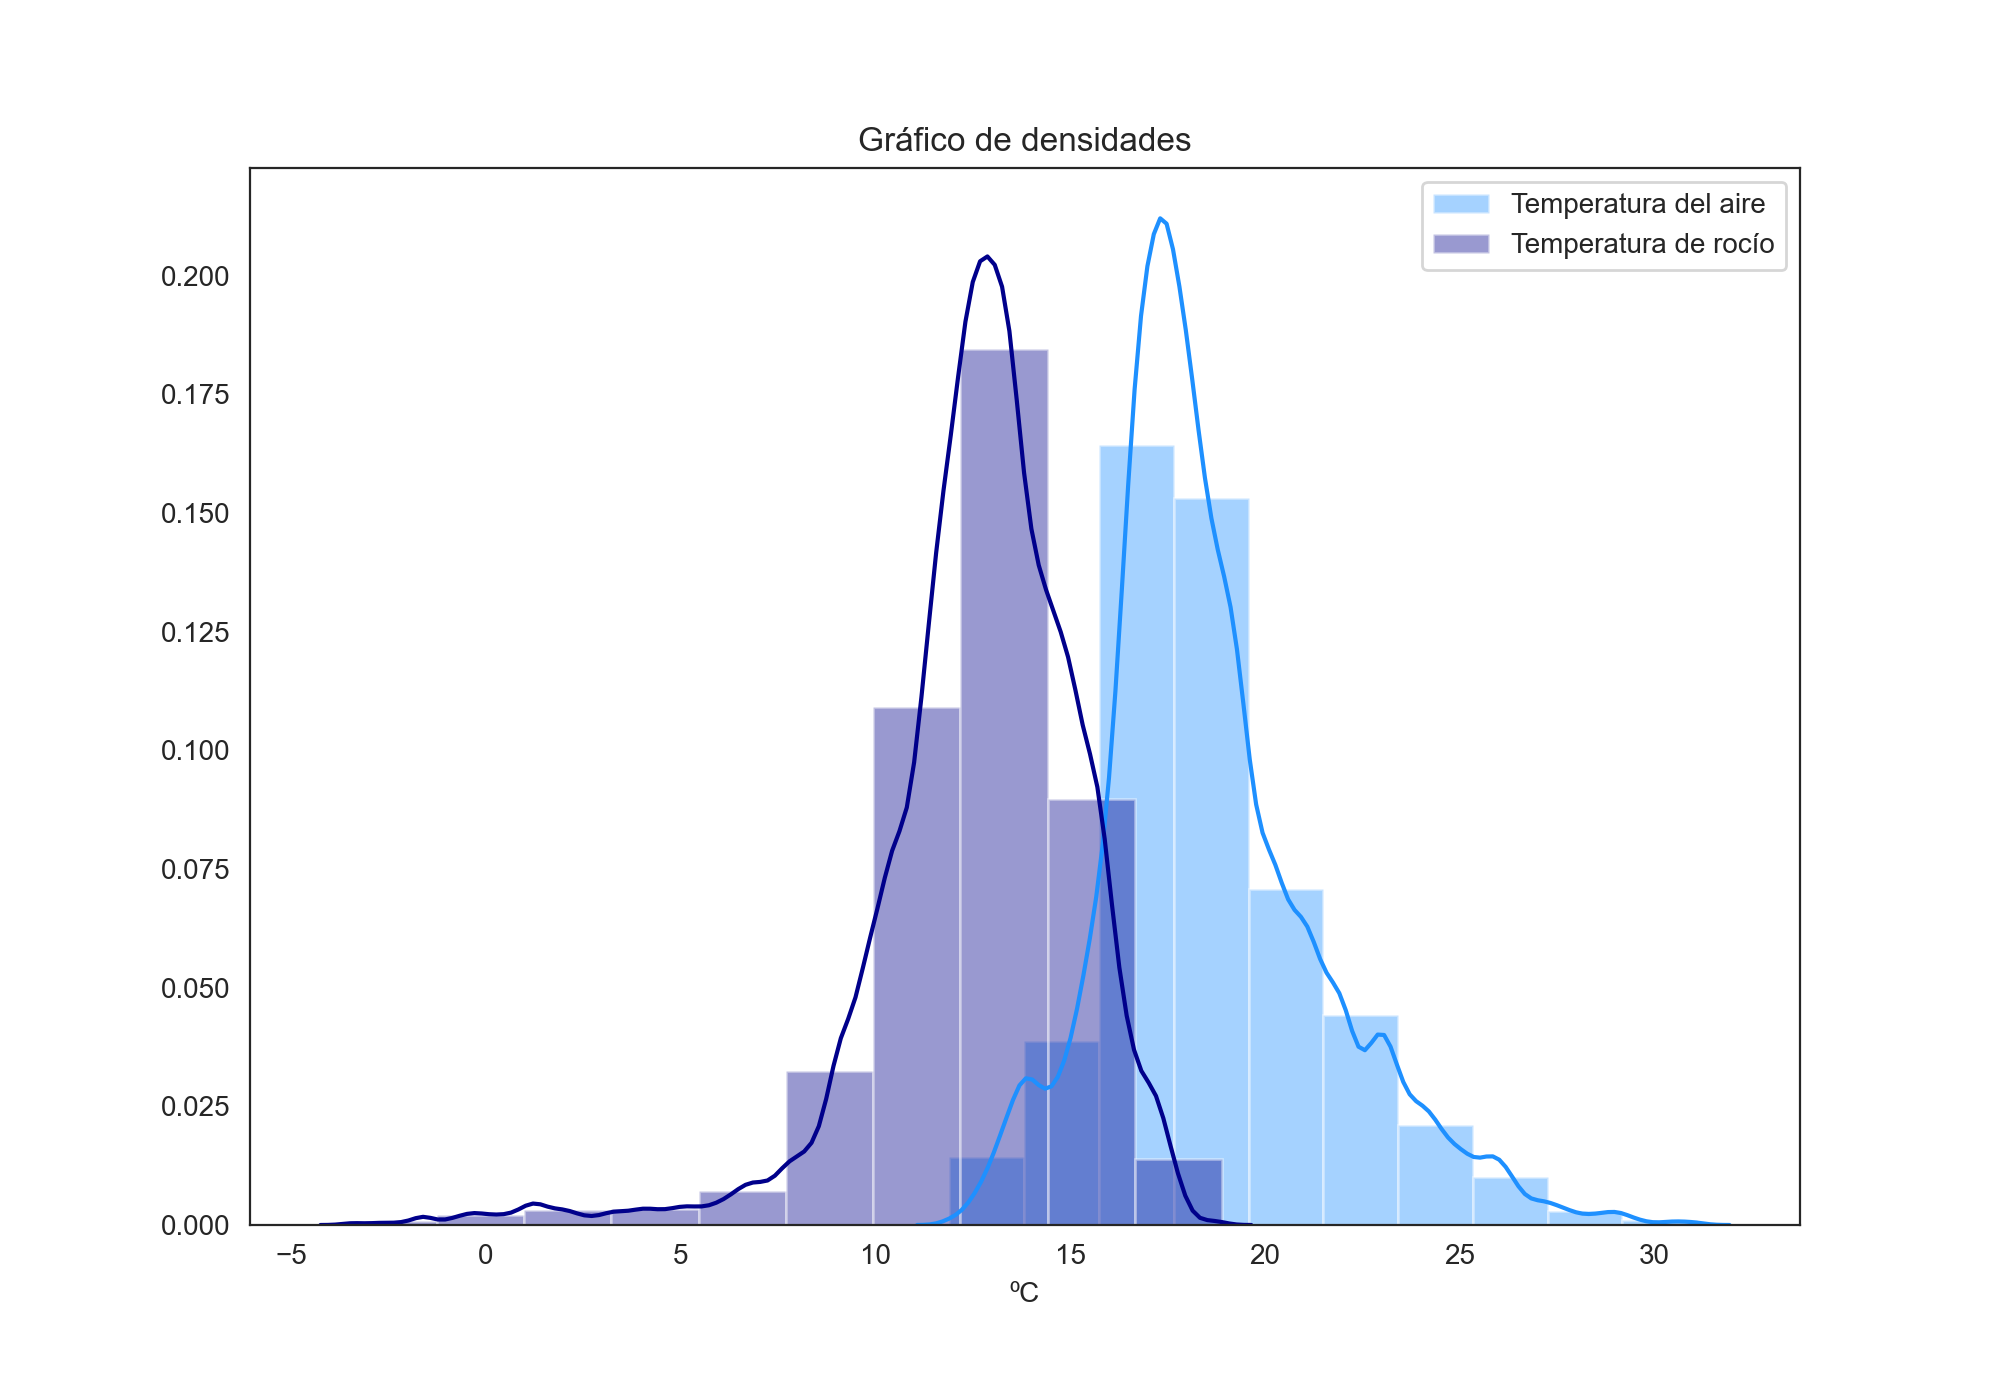 Gráfico de densidades
Temperatura del aire
Temperatura de rocío
0.200
0.175
0.150
0.125
0.100
0.075
0.050
0.025
0.000
−5 0 5 10 15 20 25 30
ºC